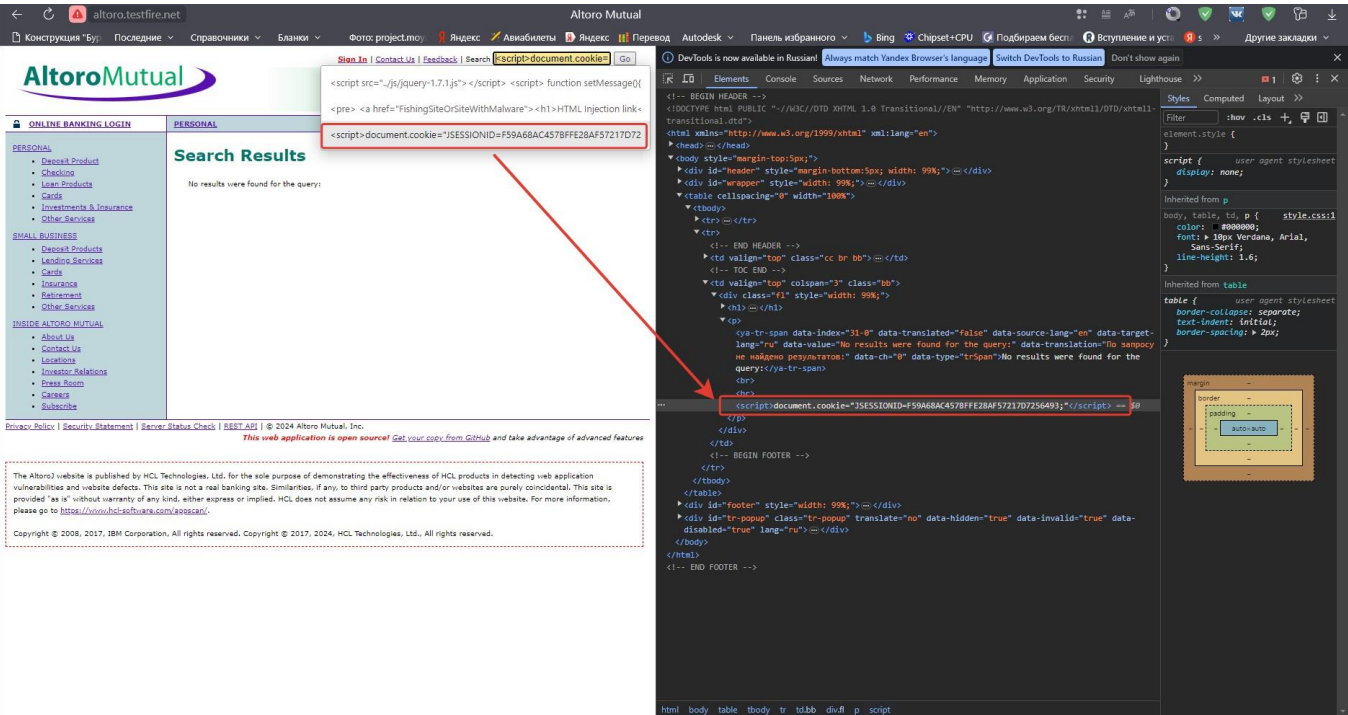 altoro.testfire.net
Altoro Mutual
Конструкция "Бур
Последние
Справочники
Бланки
Фото: project.moy
Яндекс
Авиабилеты
Яндекс
Перевод
Autodesk
Панель избранного
Bing
Chipset+CPU
Подбираем бесп
Вступление и уст
s
»
Другие закладки
Sign In | Contact Us | Feedback | Search
<script>document.cookie=
Go
AltoroMutual
<script src="../js/jquery-1.7.1.js"></script> <script> function setMessage(){
<pre> <a href="FishingSiteOrSiteWithMalware"><h1>HTML Injection link<
<script>document.cookie="JSESSIONID=F59A68AC457BFFE28AF57217D72
ONLINE BANKING LOGIN
PERSONAL
PERSONAL
Deposit Product
Checking
Loan Products
Cards
Investments & Insurance
Other Services
SMALL BUSINESS
Deposit Products
Lending Services
Cards
Insurance
Retirement
Other Services
INSIDE ALTORO MUTUAL
About Us
Contact Us
Locations
Investor Relations
Press Room
Careers
Subscribe
Search Results
No results were found for the query:
Privacy Policy | Security Statement | Server Status Check | REST API | © 2024 Altoro Mutual, Inc.
This web application is open source! Get your copy from GitHub and take advantage of advanced features
The AltoroJ website is published by HCL Technologies, Ltd. for the sole purpose of demonstrating the effectiveness of HCL products in detecting web application
vulnerabilities and website defects. This site is not a real banking site. Similarities, if any, to third party products and/or websites are purely coincidental. This site is
provided "as is" without warranty of any kind, either express or implied. HCL does not assume any risk in relation to your use of this website. For more information,
please go to https://www.hcl-software.com/appscan/.
Copyright © 2008, 2017, IBM Corporation, All rights reserved. Copyright © 2017, 2024, HCL Technologies, Ltd., All rights reserved.
DevTools is now available in Russian!
Always match Yandex Browser's language
Switch DevTools to Russian
Don't show again
Elements
Console
Sources
Network
Performance
Memory
Application
Security
Lighthouse
»
1
<!-- BEGIN HEADER -->
<!DOCTYPE html PUBLIC "-//W3C//DTD XHTML 1.0 Transitional//EN" "http://www.w3.org/TR/xhtml1/DTD/xhtml1-
transitional.dtd">
<html xmlns="http://www.w3.org/1999/xhtml" xml:lang="en">
<head>…</head>
<body style="margin-top:5px;">
<div id="header" style="margin-bottom:5px; width: 99%;">…</div>
<div id="wrapper" style="width: 99%;">…</div>
<table cellspacing="0" width="100%">
<tbody>
<tr>…</tr>
<tr>
<!-- END HEADER -->
<td valign="top" class="cc br bb">…</td>
<!-- TOC END -->
<td valign="top" colspan="3" class="bb">
<div class="fl" style="width: 99%;">
<h1>…</h1>
<p>
<ya-tr-span data-index="31-0" data-translated="false" data-source-lang="en" data-target-
lang="ru" data-value="No results were found for the query:" data-translation="По запросу
не найдено результатов:" data-ch="0" data-type="trSpan">No results were found for the
query:</ya-tr-span>
<br>
<br>
<script>document.cookie="JSESSIONID=F59A68AC457BFFE28AF57217D7256493;"</script> == $0
</p>
</div>
</td>
<!-- BEGIN FOOTER -->
</tr>
</tbody>
</table>
<div id="footer" style="width: 99%;">…</div>
<div id="tr-popup" class="tr-popup" translate="no" data-hidden="true" data-invalid="true" data-
disabled="true" lang="ru">…</div>
</body>
</html>
<!-- END FOOTER -->
html body table tbody tr td.bb div.fl p script
Styles
Computed
Layout
»
Filter
:hov .cls +
element.style {
}
script { user agent stylesheet
display: none;
}
Inherited from p
body, table, td, p { style.css:1
color: #000000;
font: 10px Verdana, Arial,
Sans-Serif;
line-height: 1.6;
}
Inherited from table
table { user agent stylesheet
border-collapse: separate;
text-indent: initial;
border-spacing: 2px;
}
margin
-
border
-
padding
-
- - - auto×auto - - -
-
-
-